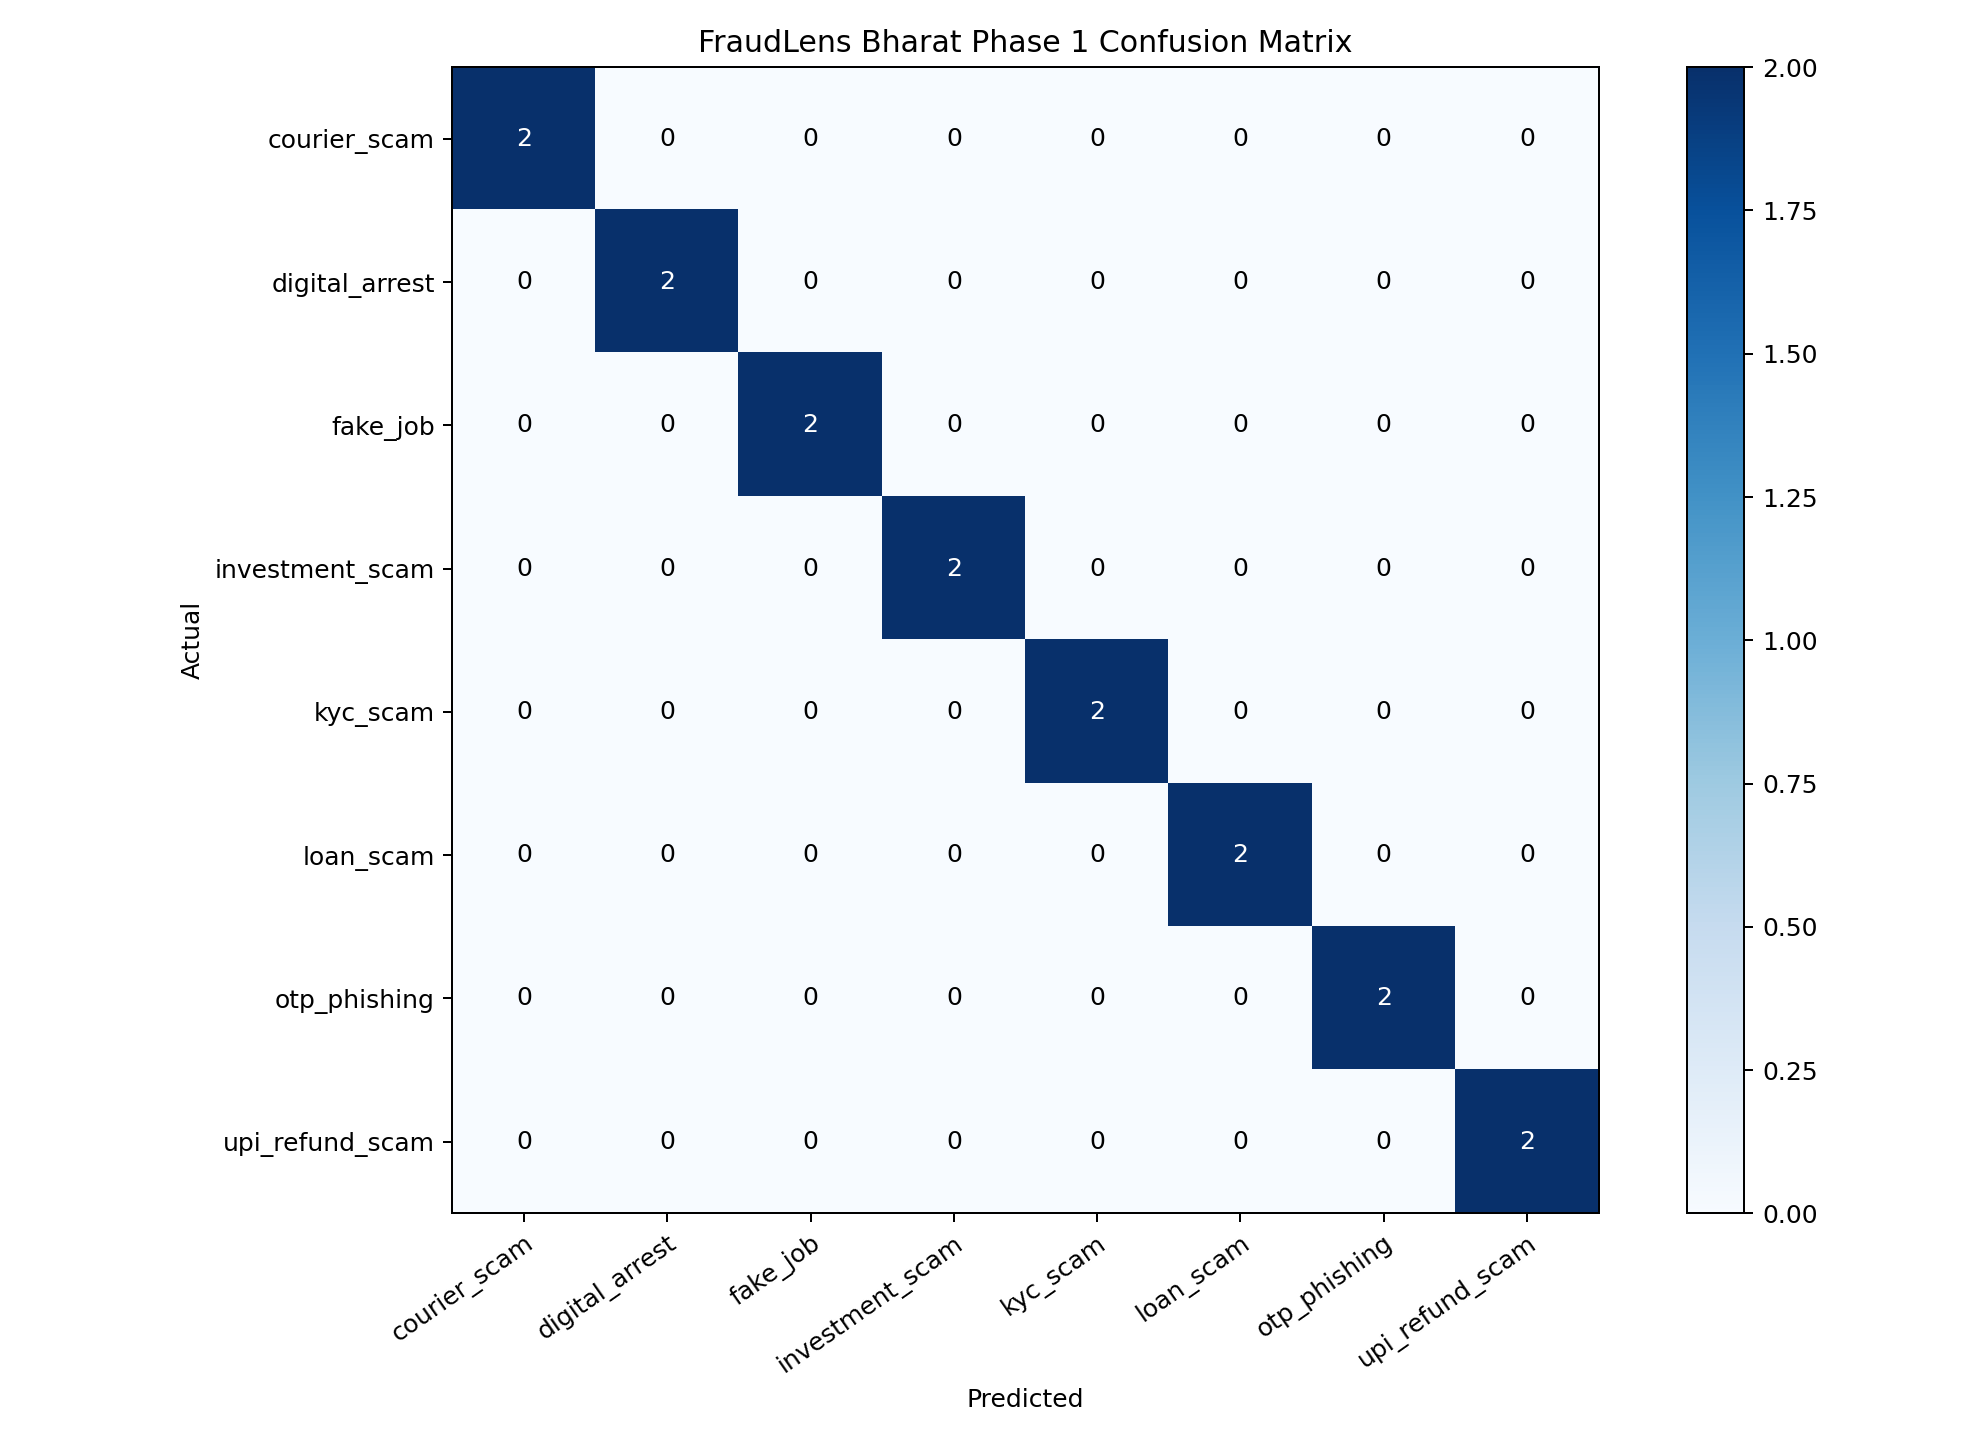 FraudLens Bharat Phase 1 Confusion Matrix
courier_scam 2 0 0 0 0 0 0 0
digital_arrest 0 2 0 0 0 0 0 0
fake_job 0 0 2 0 0 0 0 0
investment_scam 0 0 0 2 0 0 0 0
kyc_scam 0 0 0 0 2 0 0 0
loan_scam 0 0 0 0 0 2 0 0
otp_phishing 0 0 0 0 0 0 2 0
upi_refund_scam 0 0 0 0 0 0 0 2
Actual
courier_scam digital_arrest fake_job investment_scam kyc_scam loan_scam otp_phishing upi_refund_scam
Predicted
2.00
1.75
1.50
1.25
1.00
0.75
0.50
0.25
0.00